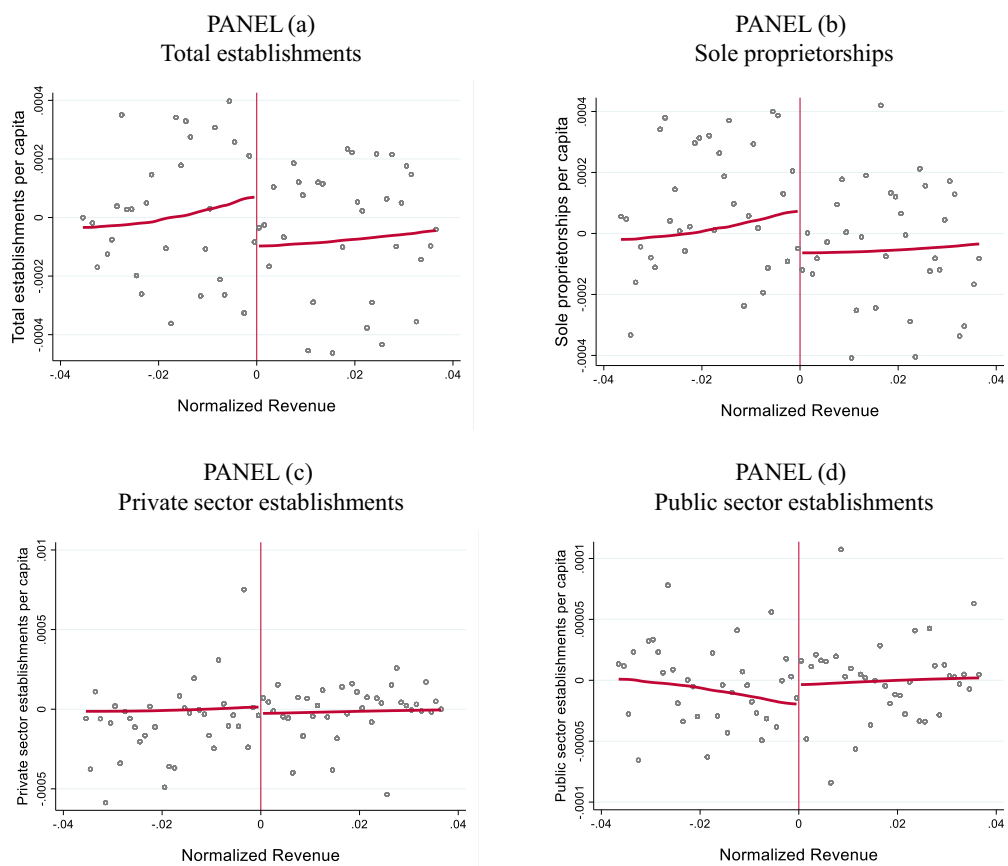 PANEL (a)
Total establishments
Total establishments per capita
.0004
.0002
0
-.0002
-.0004
-.04
-.02
0
.02
.04
Normalized Revenue
PANEL (b)
Sole proprietorships
Sole proprietorships per capita
.0004
.0002
0
-.0002
-.0004
-.04
-.02
0
.02
.04
Normalized Revenue
PANEL (c)
Private sector establishments
Private sector establishments per capita
.001
.0005
0
-.0005
-.04
-.02
0
.02
.04
Normalized Revenue
PANEL (d)
Public sector establishments
Public sector establishments per capita
.0001
.00005
0
-.00005
-.0001
-.04
-.02
0
.02
.04
Normalized Revenue